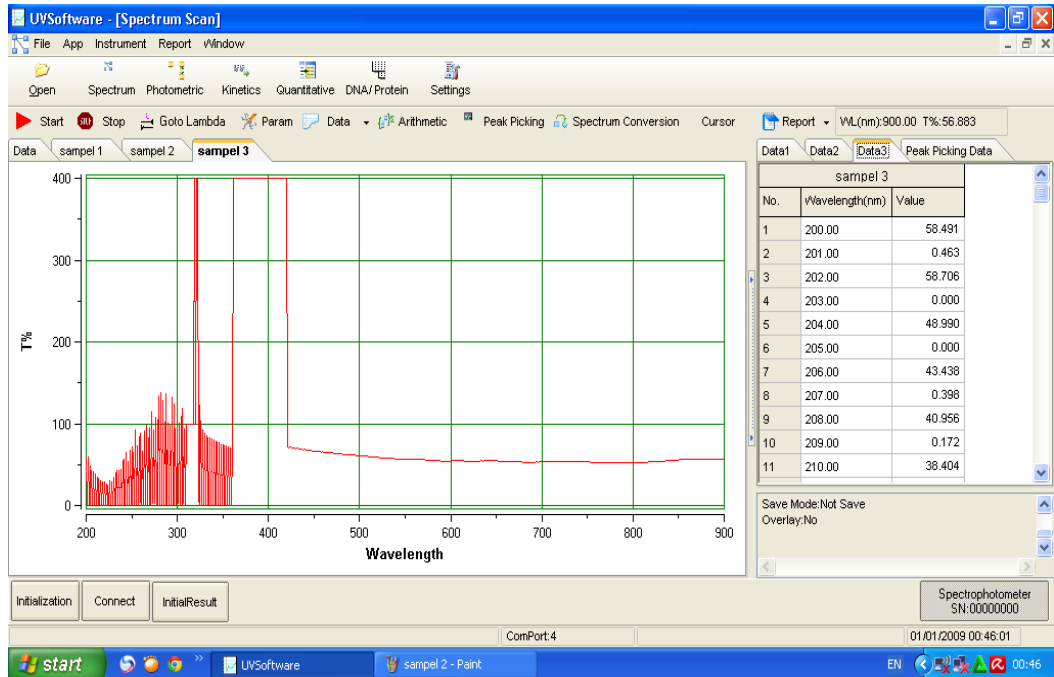 UVSoftware - [Spectrum Scan]
File App Instrument Report Window
Open Spectrum Photometric Kinetics Quantitative DNA/Protein Settings
Start Stop Goto Lambda Param Data Arithmetic Peak Picking Spectrum Conversion Cursor Report WL(nm):900.00 T%:56.883
Data sampel 1 sampel 2 sampel 3
Data1 Data2 Data3 Peak Picking Data
sampel 3
No. Wavelength(nm) Value
1 200.00 58.491
2 201.00 0.463
3 202.00 58.706
4 203.00 0.000
5 204.00 48.990
6 205.00 0.000
7 206.00 43.438
8 207.00 0.398
9 208.00 40.956
10 209.00 0.172
11 210.00 38.404
400
300
200
100
0
T%
200 300 400 500 600 700 800 900
Wavelength
Save Mode:Not Save
Overlay:No
Initialization Connect InitialResult
Spectrophotometer
SN:00000000
ComPort:4 01/01/2009 00:46:01
start UVSoftware sampel 2 - Paint EN 00:46